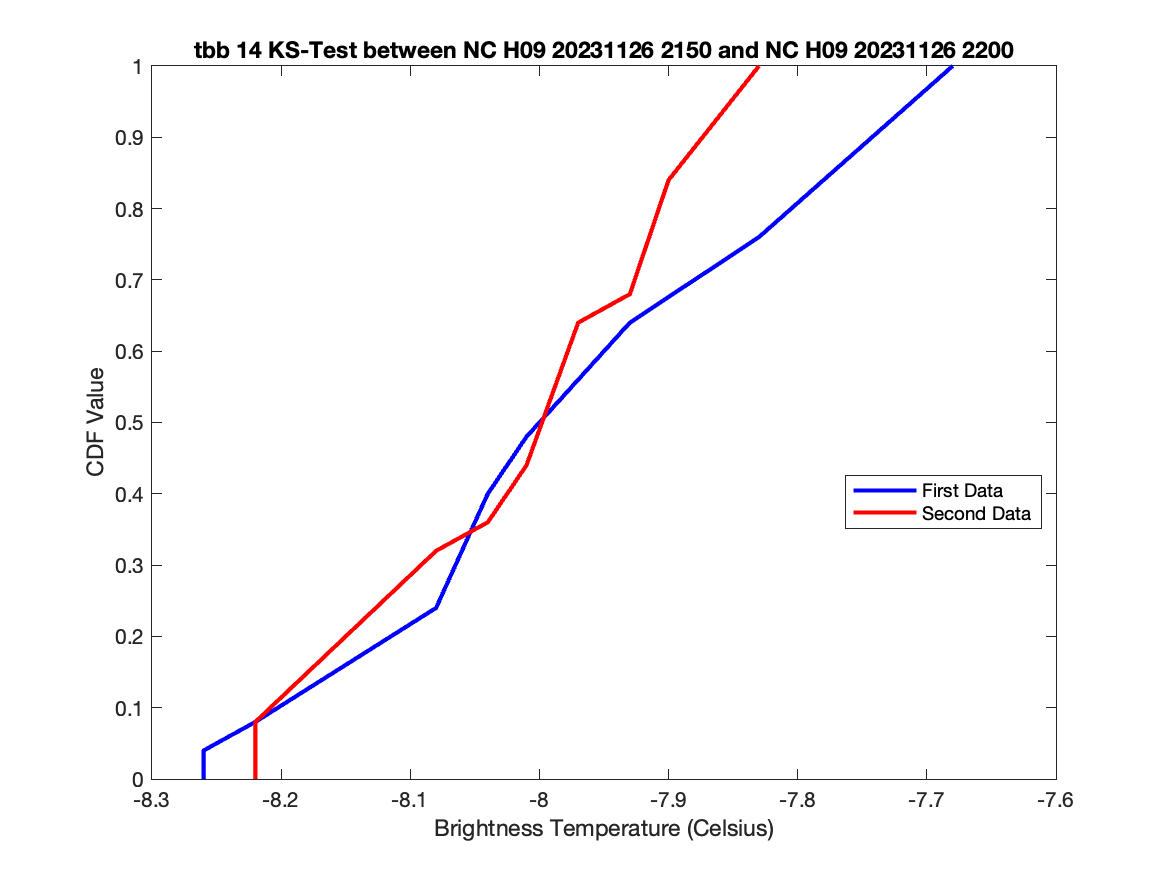 tbb 14 KS-Test between NC H09 20231126 2150 and NC H09 20231126 2200
1
0.9
0.8
0.7
0.6
0.5
0.4
0.3
0.2
0.1
0
CDF Value
First Data
Second Data
-8.3 -8.2 -8.1 -8 -7.9 -7.8 -7.7 -7.6
Brightness Temperature (Celsius)